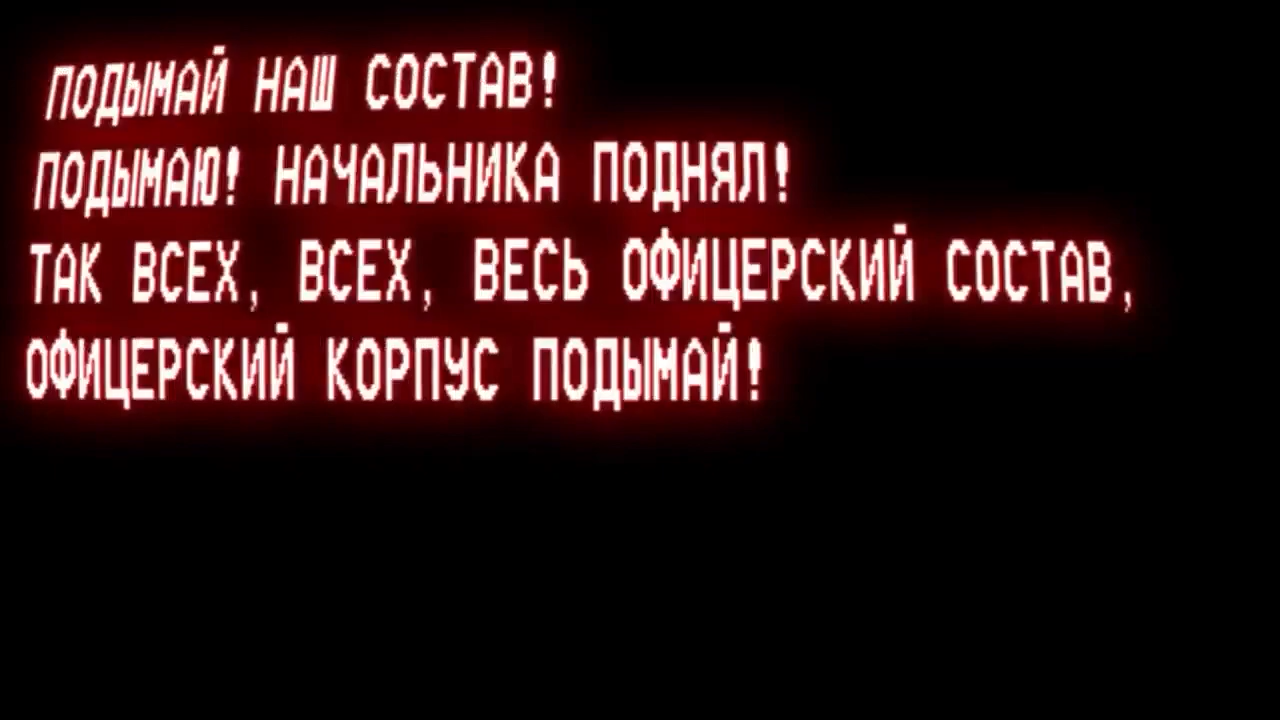 ПОДЫМАЙ НАШ СОСТАВ!
ПОДЫМАЮ! НАЧАЛЬНИКА ПОДНЯЛ!
ТАК ВСЕХ, ВСЕХ, ВЕСЬ ОФИЦЕРСКИЙ СОСТАВ,
ОФИЦЕРСКИЙ КОРПУС ПОДЫМАЙ!